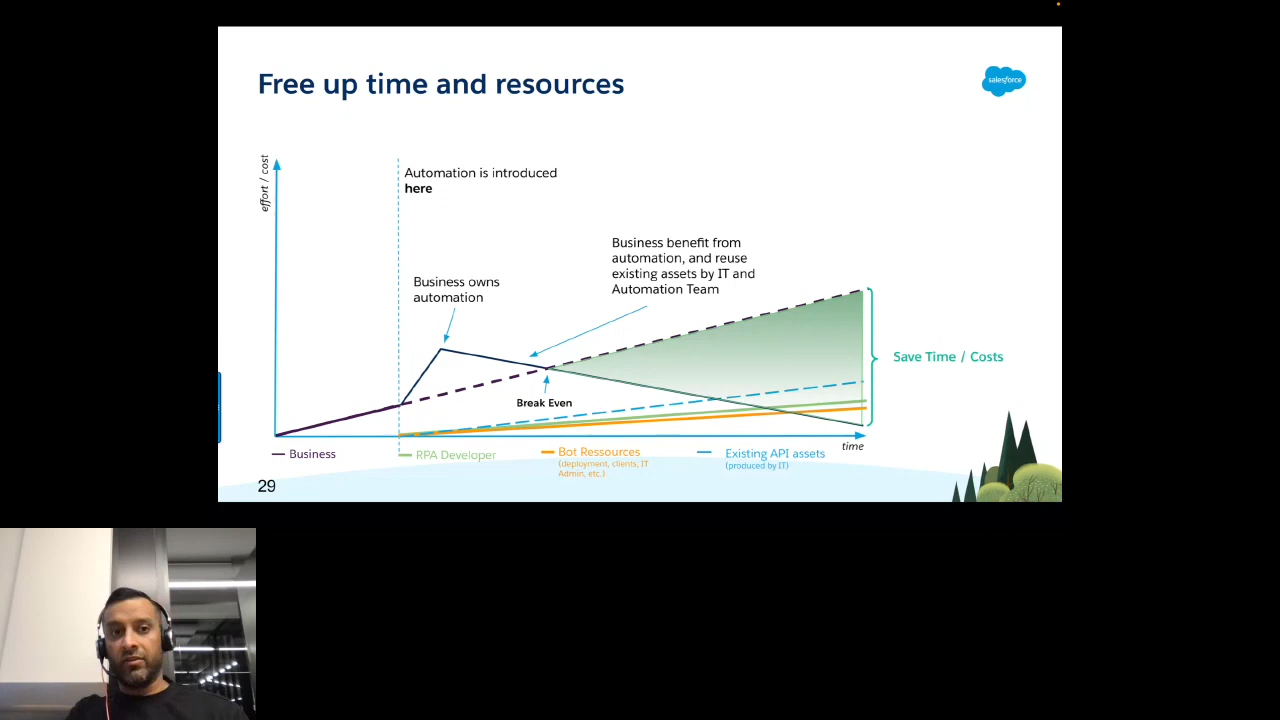 Free up time and resources
salesforce
effort / cost
Automation is introduced
here
Business benefit from
automation, and reuse
existing assets by IT and
Automation Team
Business owns
automation
Save Time / Costs
Break Even
time
Business
RPA Developer
Bot Ressources
(deployment, clients, IT
Admin, etc.)
Existing API assets
(produced by IT)
29